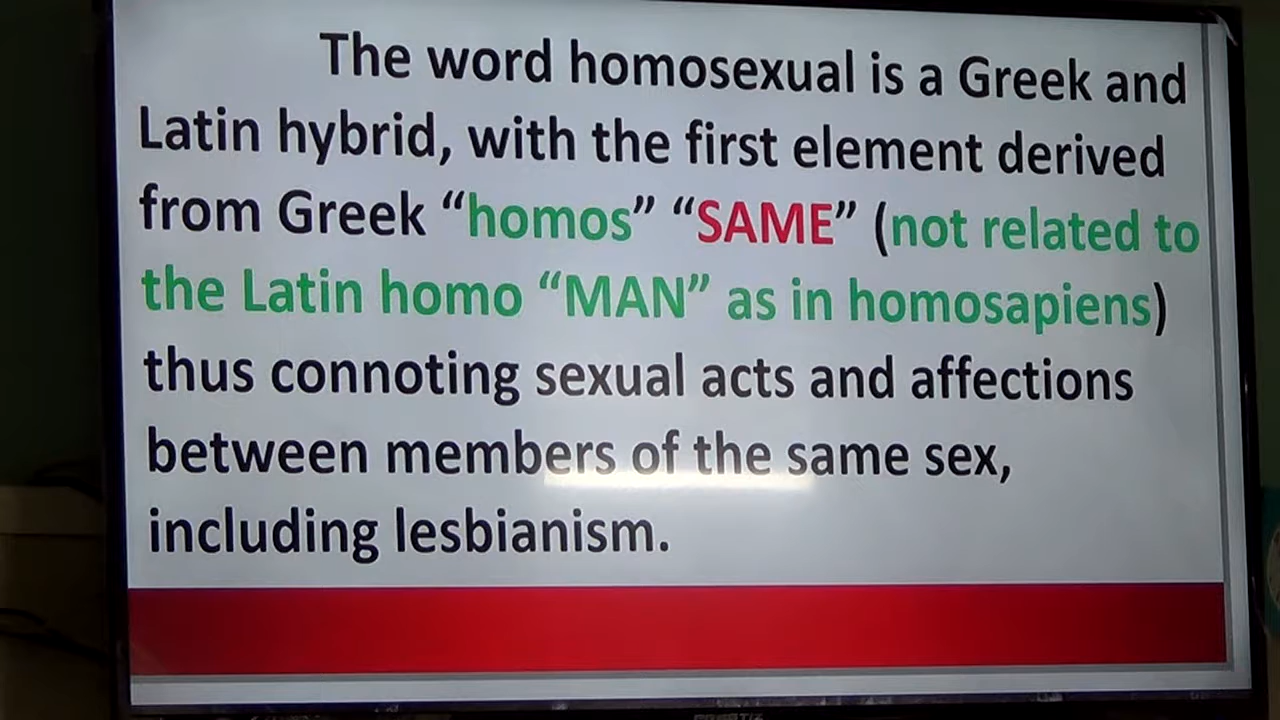 The word homosexual is a Greek and
Latin hybrid, with the first element derived
from Greek “homos” “SAME” (not related to
the Latin homo “MAN” as in homosapiens)
thus connoting sexual acts and affections
between members of the same sex,
including lesbianism.